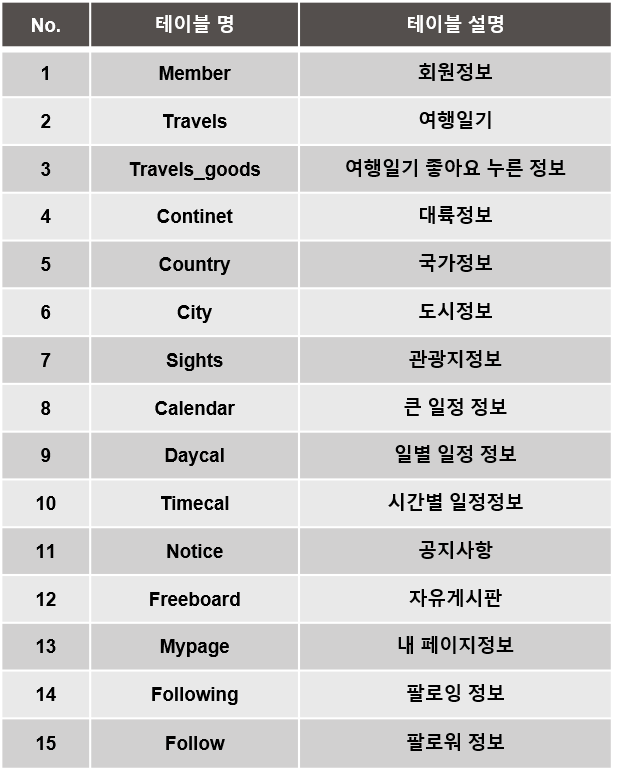 No. 테이블 명 테이블 설명
1 Member 회원정보
2 Travels 여행일기
3 Travels_goods 여행일기 좋아요 누른 정보
4 Continet 대륙정보
5 Country 국가정보
6 City 도시정보
7 Sights 관광지정보
8 Calendar 큰 일정 정보
9 Daycal 일별 일정 정보
10 Timecal 시간별 일정정보
11 Notice 공지사항
12 Freeboard 자유게시판
13 Mypage 내 페이지정보
14 Following 팔로잉 정보
15 Follow 팔로워 정보